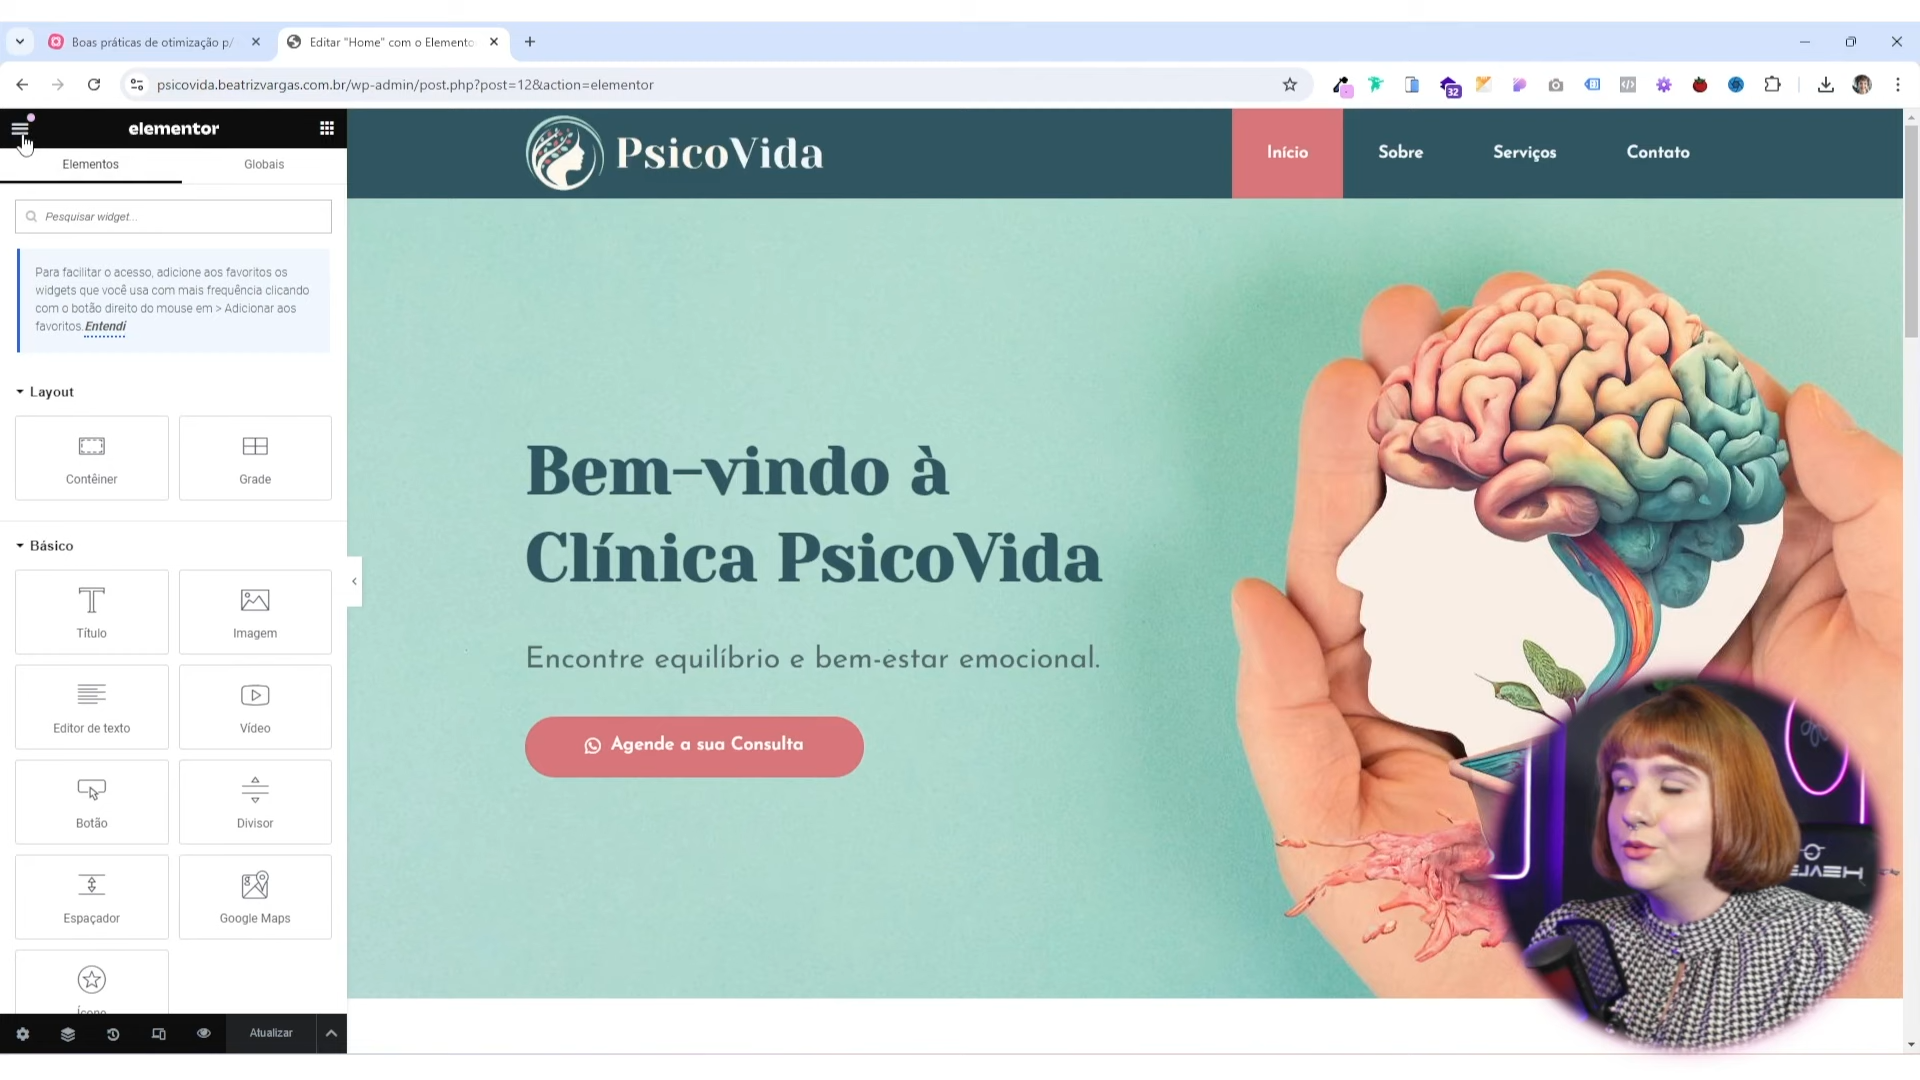 Boas práticas de otimização p/
Editar "Home" com o Elemento
psicovida.beatrizvargas.com.br/wp-admin/post.php?post=12&action=elementor
32
elementor
Elementos
Globais
Pesquisar widget...
Para facilitar o acesso, adicione aos favoritos os
widgets que você usa com mais frequência clicando
com o botão direito do mouse em > Adicionar aos
favoritos. Entendi
Layout
Contêiner
Grade
Básico
Título
Imagem
Editor de texto
Vídeo
Botão
Divisor
Espaçador
Google Maps
Ícone
Atualizar
PsicoVida
Início
Sobre
Serviços
Contato
Bem-vindo à
Clínica PsicoVida
Encontre equilíbrio e bem-estar emocional.
Agende a sua Consulta